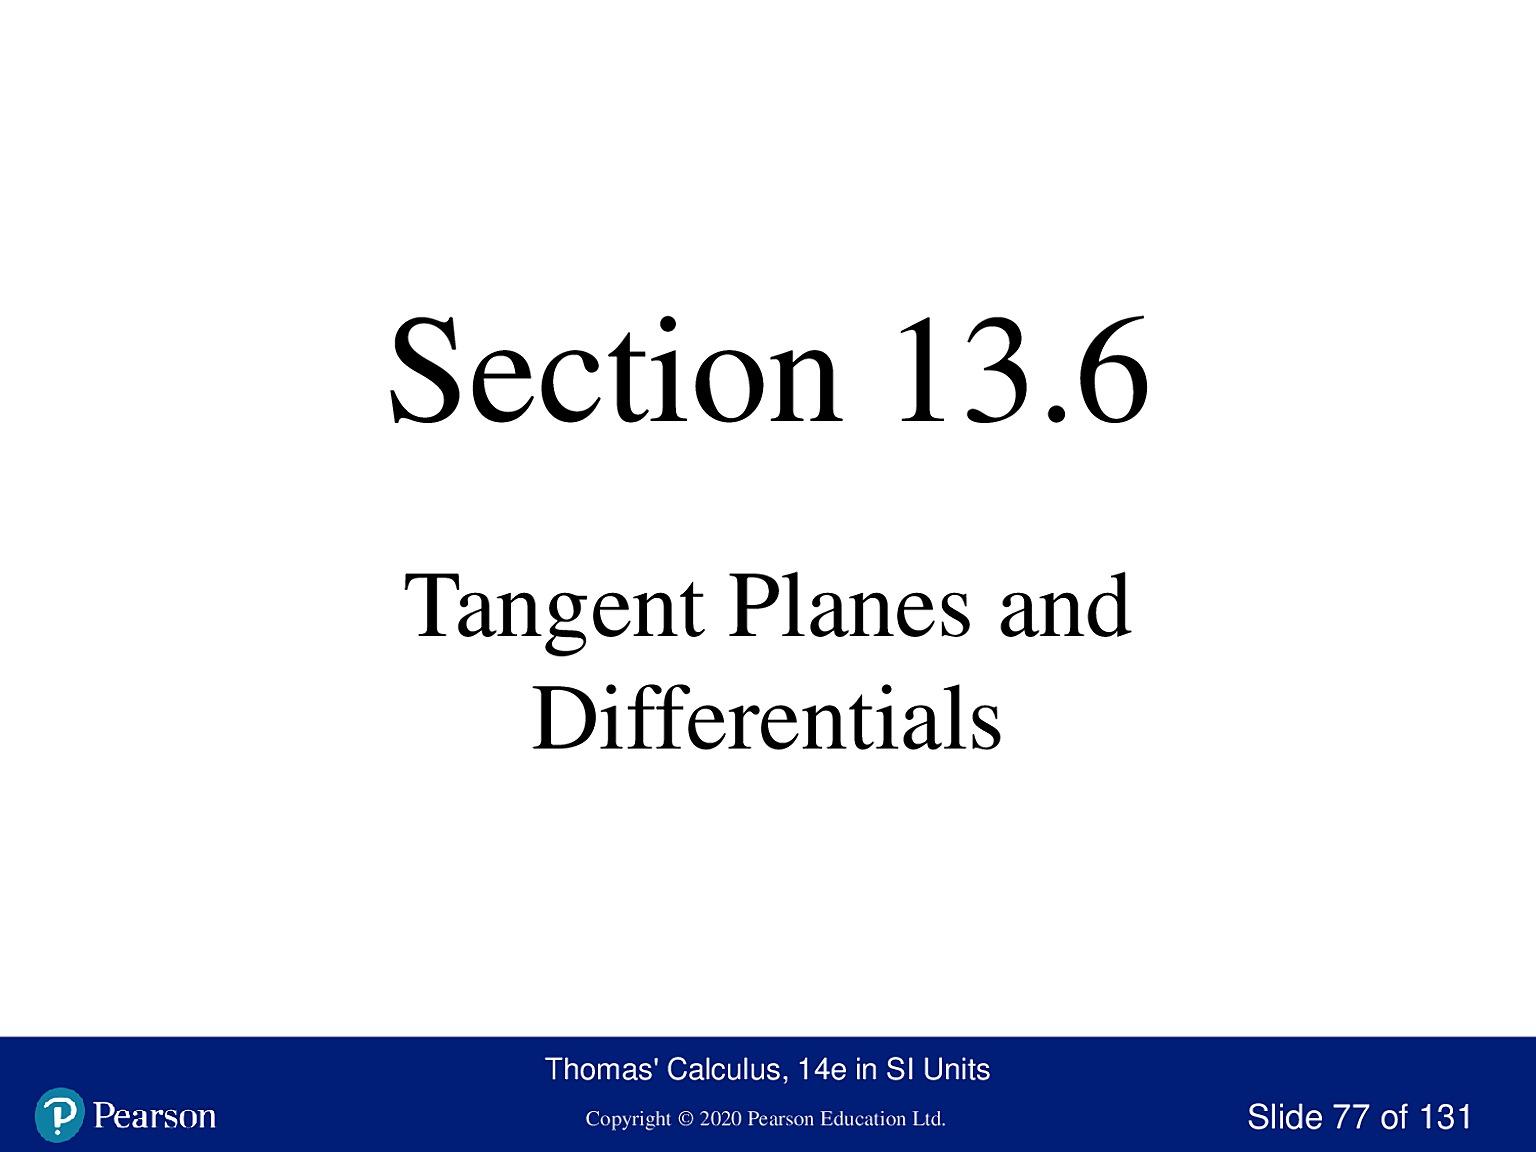 Section 13.6
Tangent Planes and
Differentials
Thomas' Calculus, 14e in SI Units
Pearson
Copyright © 2020 Pearson Education Ltd.
Slide 77 of 131